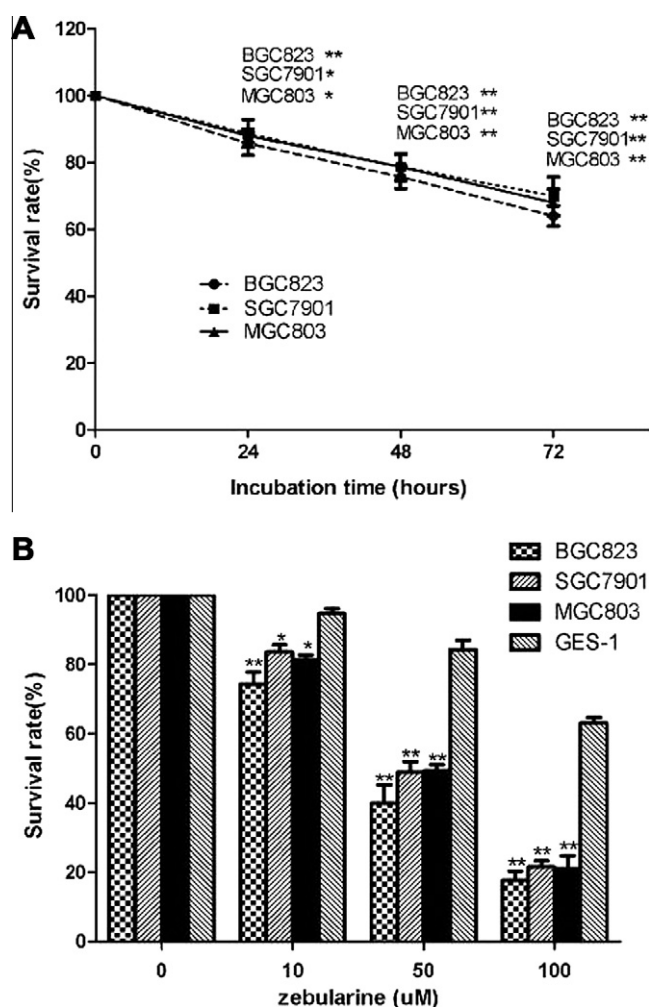 A
120
100
80
60
40
20
0
Survival rate(%)
BGC823 **
SGC7901 *
MGC803 *
BGC823 **
SGC7901 **
MGC803 **
BGC823 **
SGC7901 **
MGC803 **
BGC823
SGC7901
MGC803
0 24 48 72
Incubation time (hours)
B
BGC823
SGC7901
MGC803
GES-1
100
80
60
40
20
0
Survival rate(%)
** * *
** ** **
** ** **
0 10 50 100
zebularine (uM)